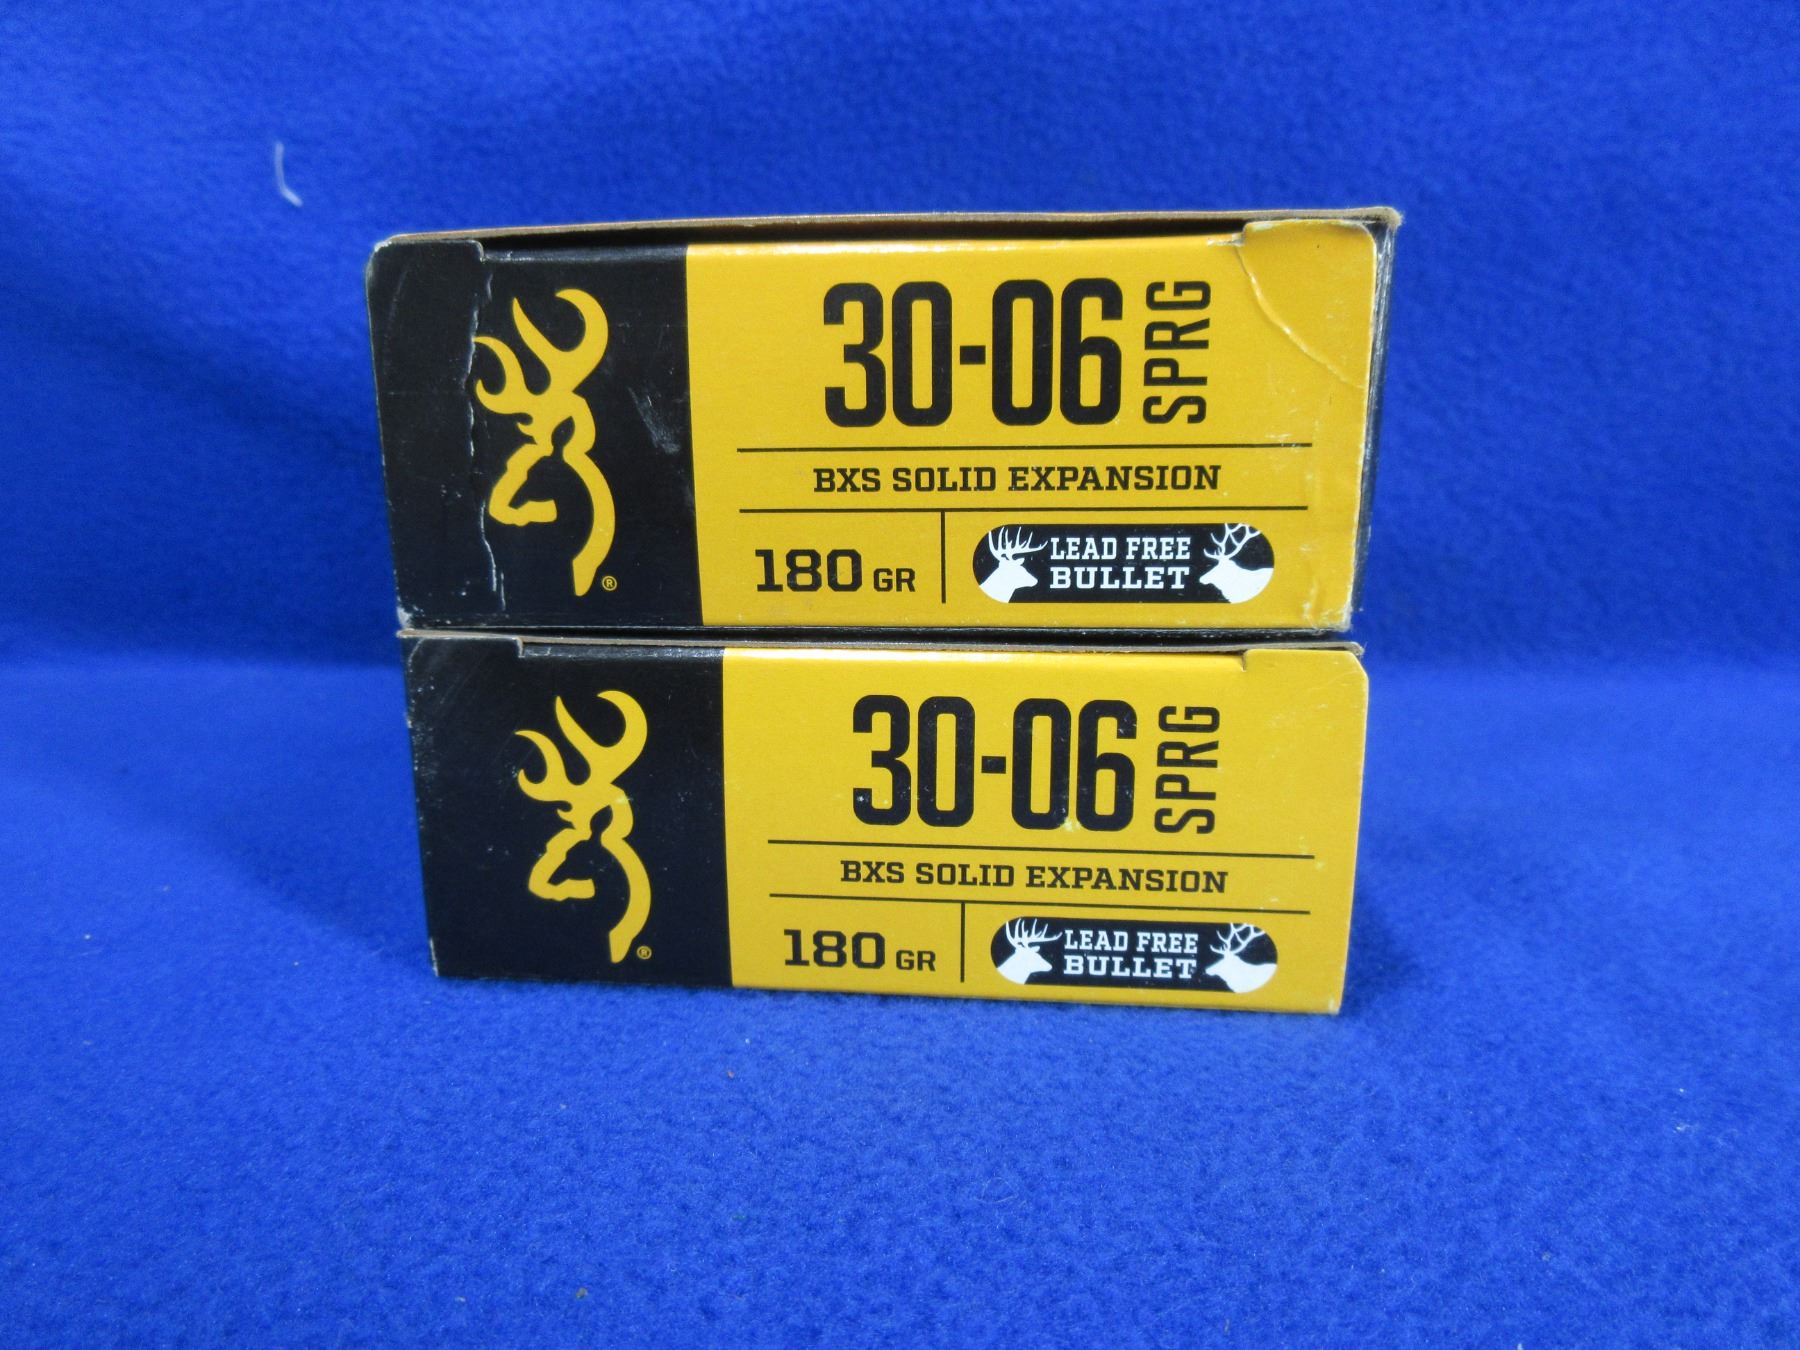 30-06 SPRG
BXS SOLID EXPANSION
180 GR
LEAD FREE
BULLET
®
30-06 SPRG
BXS SOLID EXPANSION
180 GR
LEAD FREE
BULLET
®